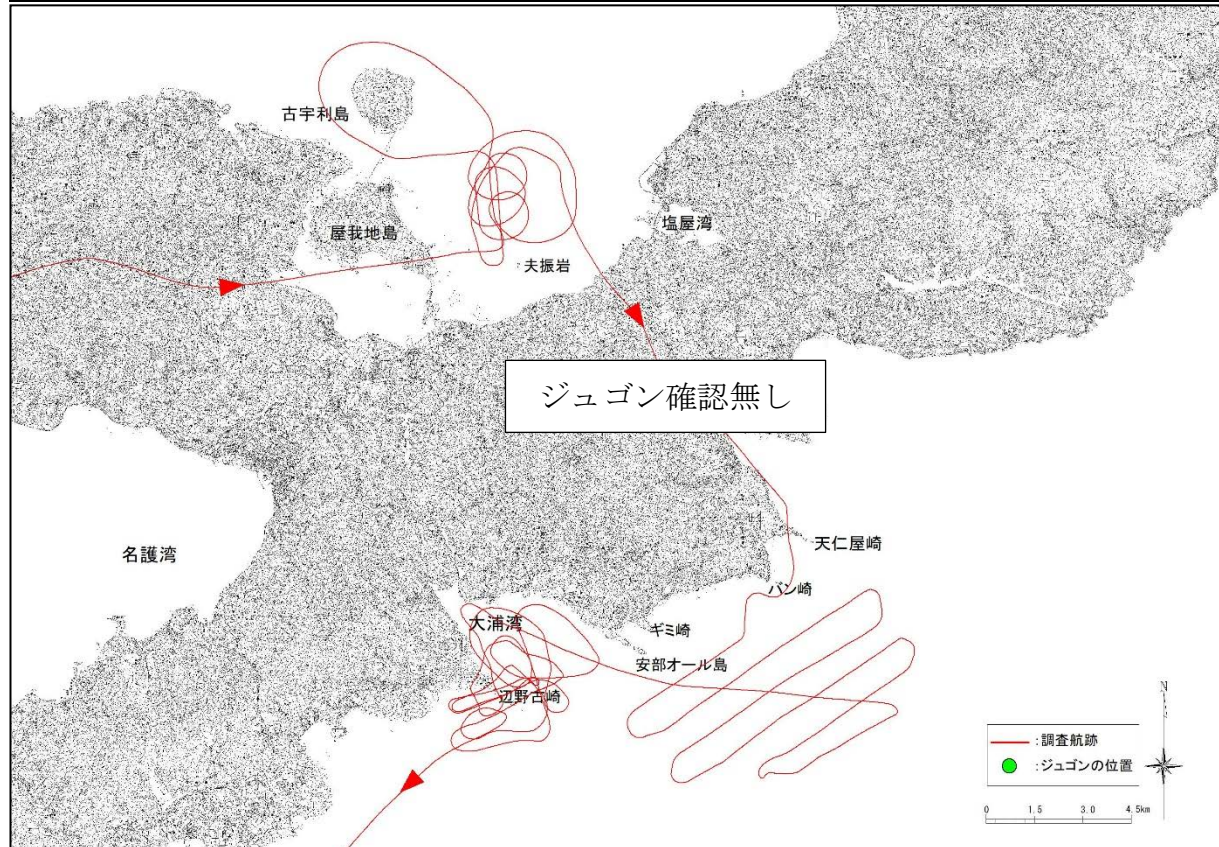 古宇利島
屋我地島
塩屋湾
夫振岩
ジュゴン確認無し
名護湾
天仁屋崎
バン崎
大浦湾
ギミ崎
安部オール島
辺野古崎
N
:調査航跡
:ジュゴンの位置
0 1.5 3.0 4.5km